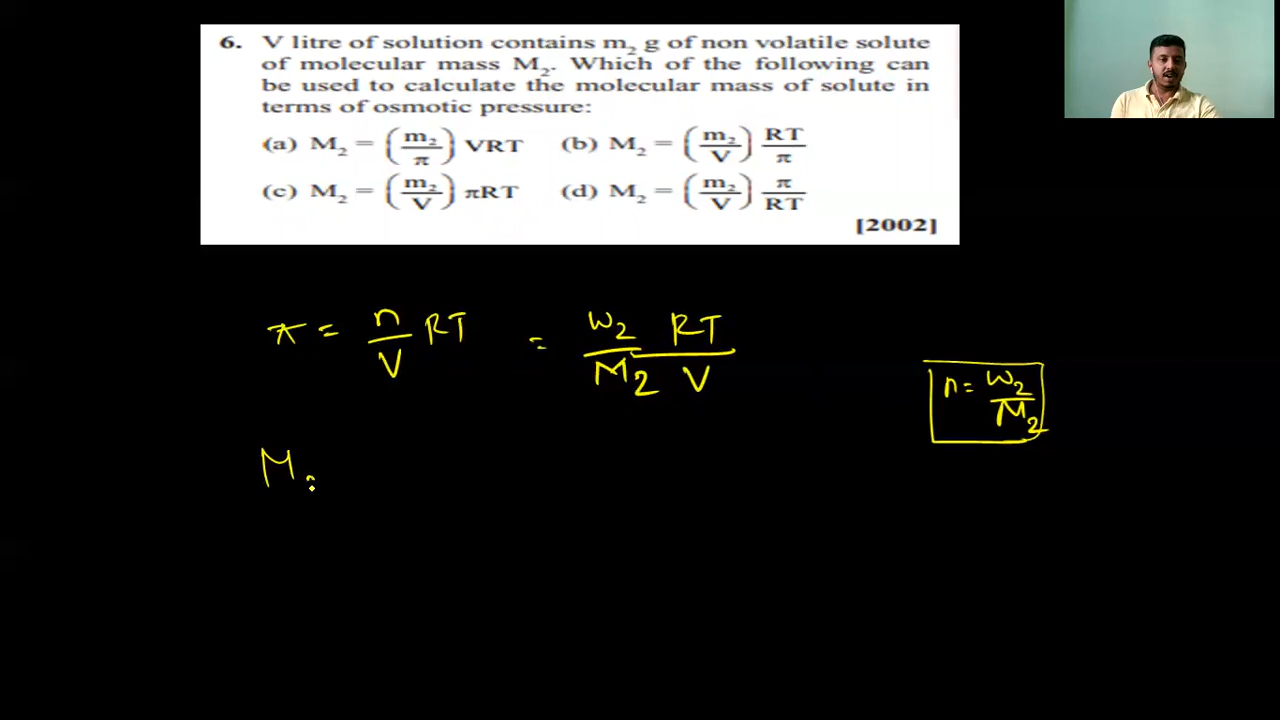 6. V litre of solution contains m₂ g of non volatile solute
of molecular mass M₂. Which of the following can
be used to calculate the molecular mass of solute in
terms of osmotic pressure:
(a) M₂ = (m₂/π) VRT (b) M₂ = (m₂/V) RT/π
(c) M₂ = (m₂/V) πRT (d) M₂ = (m₂/V) π/RT
[2002]
π = n/V RT = w₂/M₂ RT/V
n = w₂/M₂
M